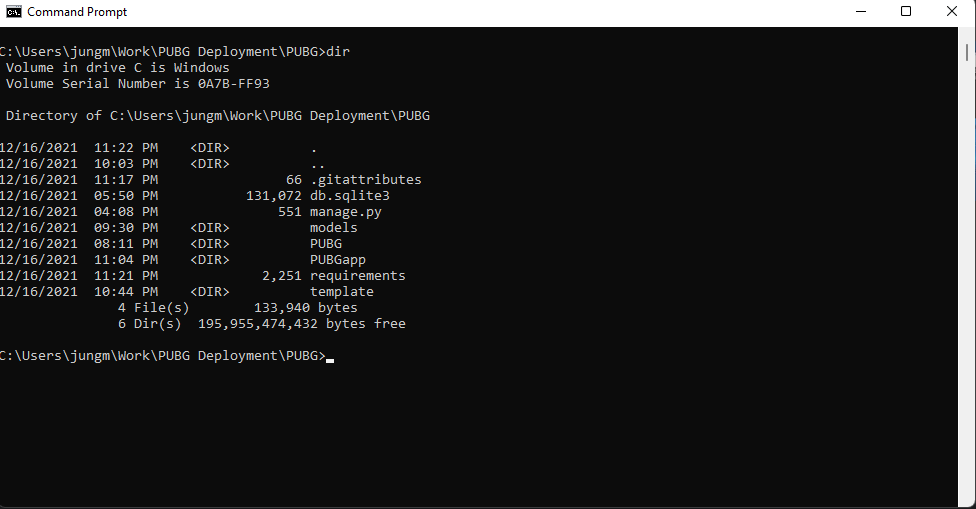 Command Prompt
C:\Users\jungm\Work\PUBG Deployment\PUBG>dir
 Volume in drive C is Windows
 Volume Serial Number is 0A7B-FF93
 Directory of C:\Users\jungm\Work\PUBG Deployment\PUBG
12/16/2021  11:22 PM    <DIR>          .
12/16/2021  10:03 PM    <DIR>          ..
12/16/2021  11:17 PM                66 .gitattributes
12/16/2021  05:50 PM           131,072 db.sqlite3
12/16/2021  04:08 PM               551 manage.py
12/16/2021  09:30 PM    <DIR>          models
12/16/2021  08:11 PM    <DIR>          PUBG
12/16/2021  11:04 PM    <DIR>          PUBGapp
12/16/2021  11:21 PM             2,251 requirements
12/16/2021  10:44 PM    <DIR>          template
               4 File(s)        133,940 bytes
               6 Dir(s)  195,955,474,432 bytes free
C:\Users\jungm\Work\PUBG Deployment\PUBG>